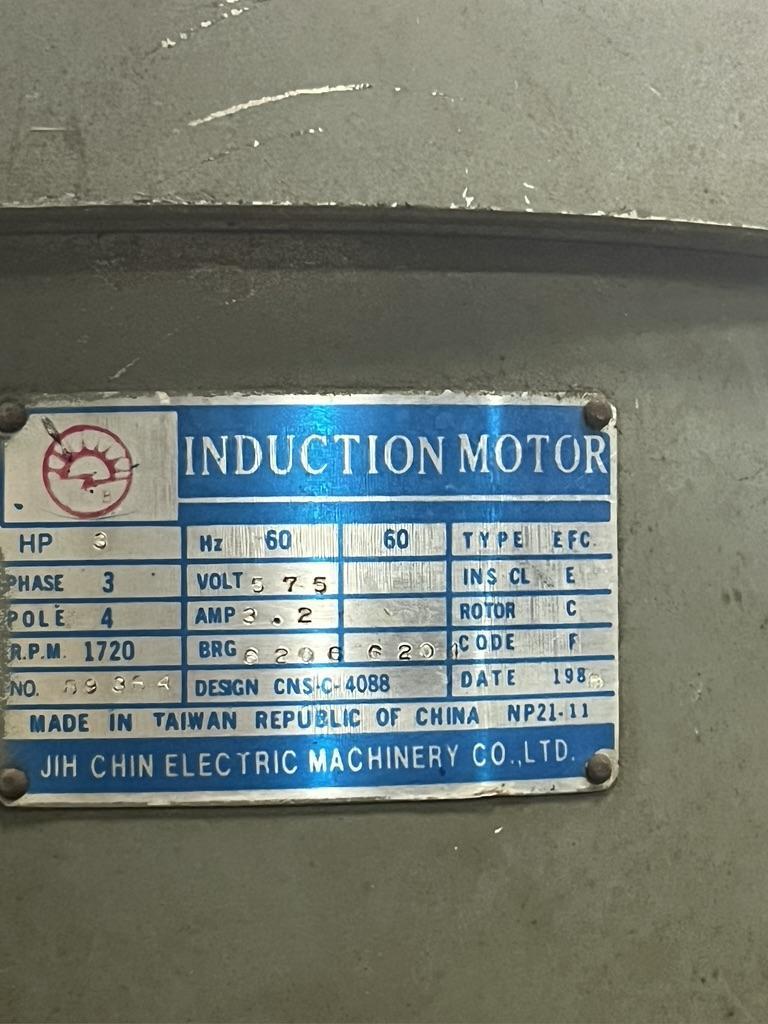 INDUCTION MOTOR
HP 3 Hz 60 60 TYPE EFC
PHASE 3 VOLT 575 INS CL E
POLE 4 AMP 3.2 ROTOR C
R.P.M. 1720 BRG 6206 CODE F
NO. DESIGN CNS-C-4088 DATE
MADE IN TAIWAN REPUBLIC OF CHINA NP21-11
JIH CHIN ELECTRIC MACHINERY CO.,LTD.